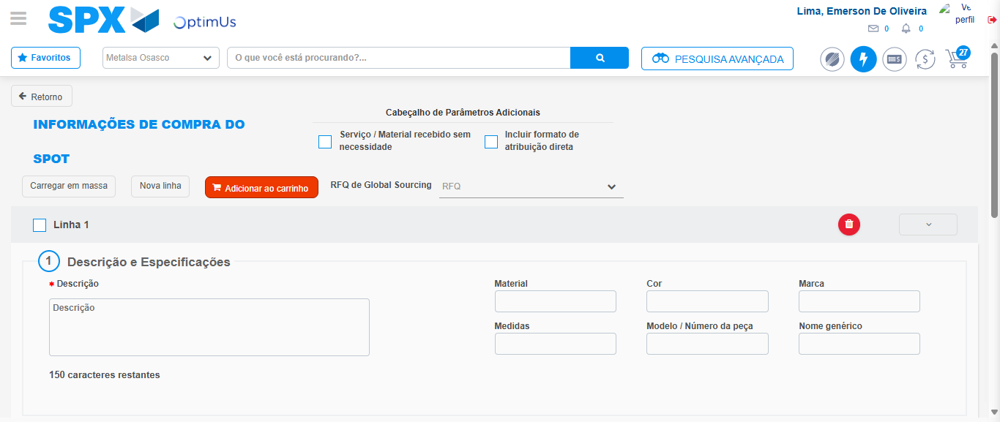 SPX OptimUs
Lima, Emerson De Oliveira
Ve
perfil
0 0
Favoritos
Metalsa Osasco
O que você está procurando?...
PESQUISA AVANÇADA
27
Retorno
INFORMAÇÕES DE COMPRA DO
SPOT
Cabeçalho de Parâmetros Adicionais
Serviço / Material recebido sem
necessidade
Incluir formato de
atribuição direta
Carregar em massa
Nova linha
Adicionar ao carrinho
RFQ de Global Sourcing
RFQ
Linha 1
1 Descrição e Especificações
* Descrição
Descrição
150 caracteres restantes
Material
Cor
Marca
Medidas
Modelo / Número da peça
Nome genérico